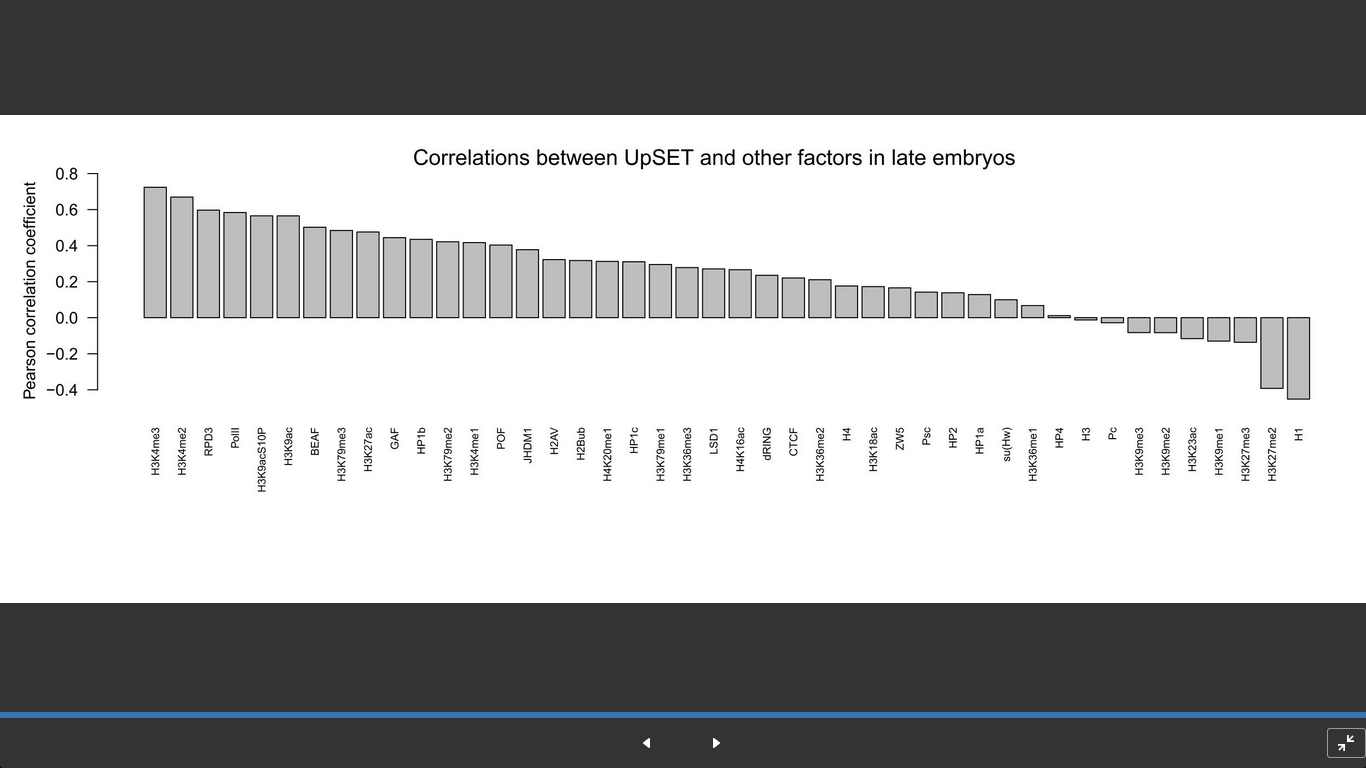 Correlations between UpSET and other factors in late embryos
Pearson correlation coefficient
0.8
0.6
0.4
0.2
0.0
−0.2
−0.4
H3K4me3
H3K4me2
RPD3
PolII
H3K9acS10P
H3K9ac
BEAF
H3K79me3
H3K27ac
GAF
HP1b
H3K79me2
H3K4me1
POF
JHDM1
H2AV
H2Bub
H4K20me1
HP1c
H3K79me1
H3K36me3
LSD1
H4K16ac
dRING
CTCF
H3K36me2
H4
H3K18ac
ZW5
Psc
HP2
HP1a
su(Hw)
H3K36me1
HP4
H3
Pc
H3K9me3
H3K9me2
H3K23ac
H3K9me1
H3K27me3
H3K27me2
H1